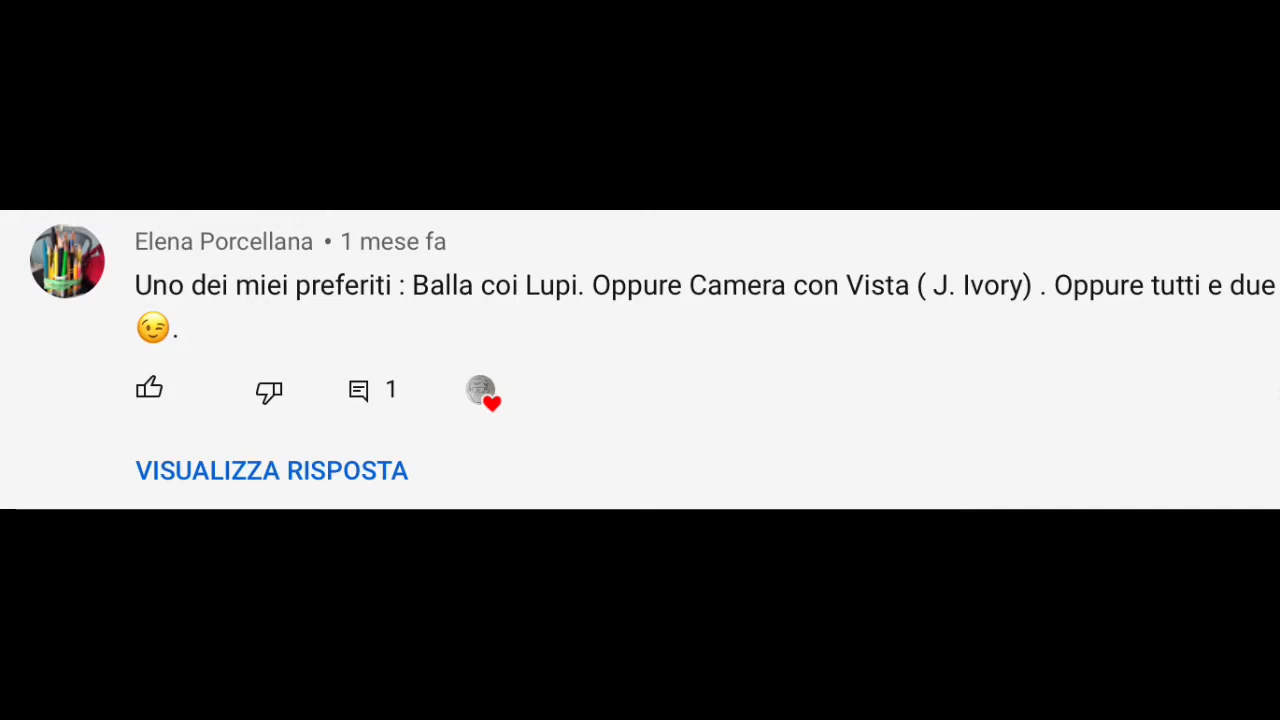 Elena Porcellana • 1 mese fa
Uno dei miei preferiti : Balla coi Lupi. Oppure Camera con Vista ( J. Ivory) . Oppure tutti e due
😉.
1
VISUALIZZA RISPOSTA